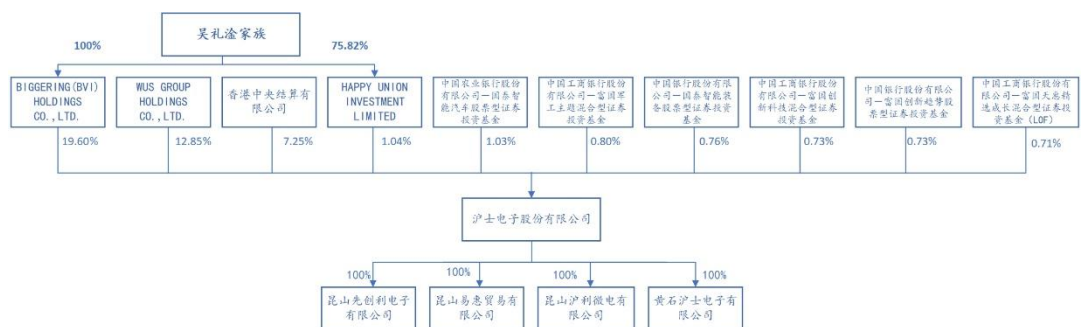 吴礼淦家族
100%
75.82%
BIGGERING(BVI)
HOLDINGS
CO.,LTD.
WUS GROUP
HOLDINGS
CO.,LTD.
香港中央结算有
限公司
HAPPY UNION
INVESTMENT
LIMITED
中国农业银行股份
有限公司—国泰智
能汽车股票型证券
投资基金
中国工商银行股份
有限公司—富国军
工主题混合型证券
投资基金
中国银行股份有限
公司—国泰智能装
备股票型证券投资
基金
中国工商银行股份
有限公司—富国创
新科技混合型证券
投资基金
中国银行股份有限公
司—富国创新趋势股
票型证券投资基金
中国工商银行股份有
限公司—富国天惠精
选成长混合型证券投
资基金(LOF)
19.60%
12.85%
7.25%
1.04%
1.03%
0.80%
0.76%
0.73%
0.73%
0.71%
沪士电子股份有限公司
100%
100%
100%
100%
昆山先创利电子
有限公司
昆山易惠贸易有
限公司
昆山沪利微电有
限公司
黄石沪士电子有
限公司